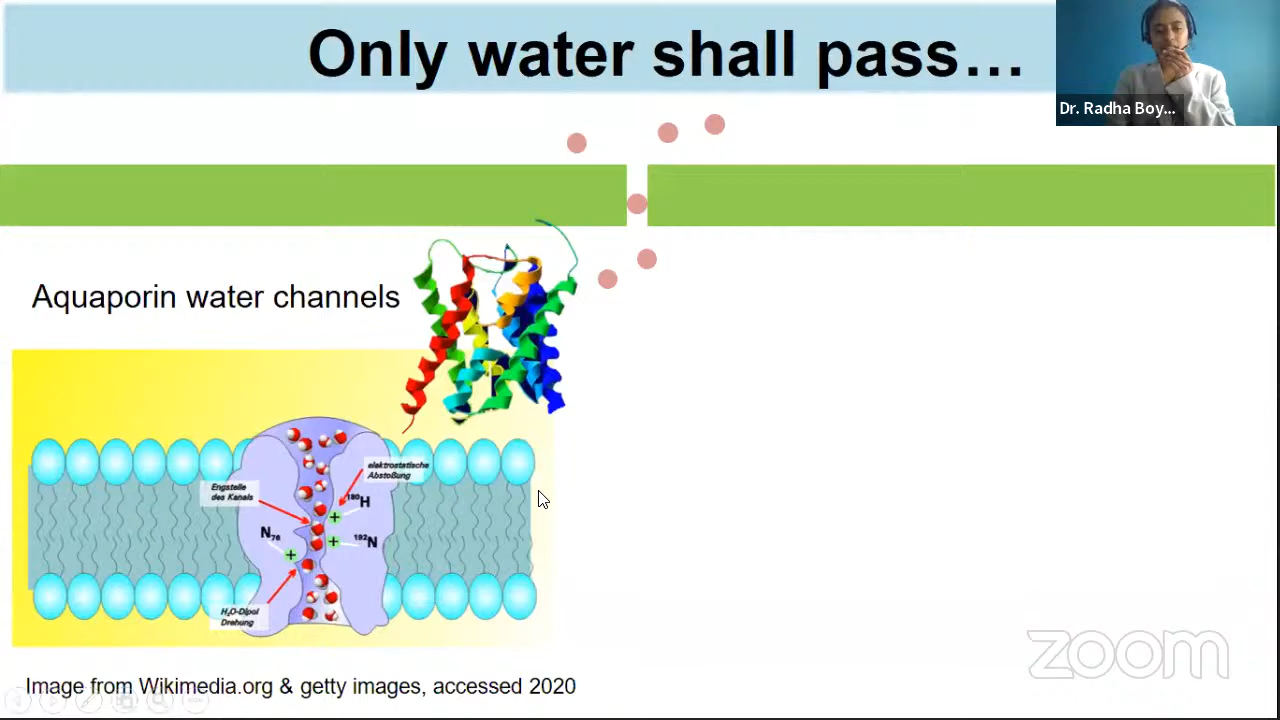 Only water shall pass…
Dr. Radha Boy...
Aquaporin water channels
elektrostatische
Abstoßung
Engstelle
des Kanals
180H
N76
192N
+
+
+
H2O-Dipol
Drehung
zoom
Image from Wikimedia.org & getty images, accessed 2020